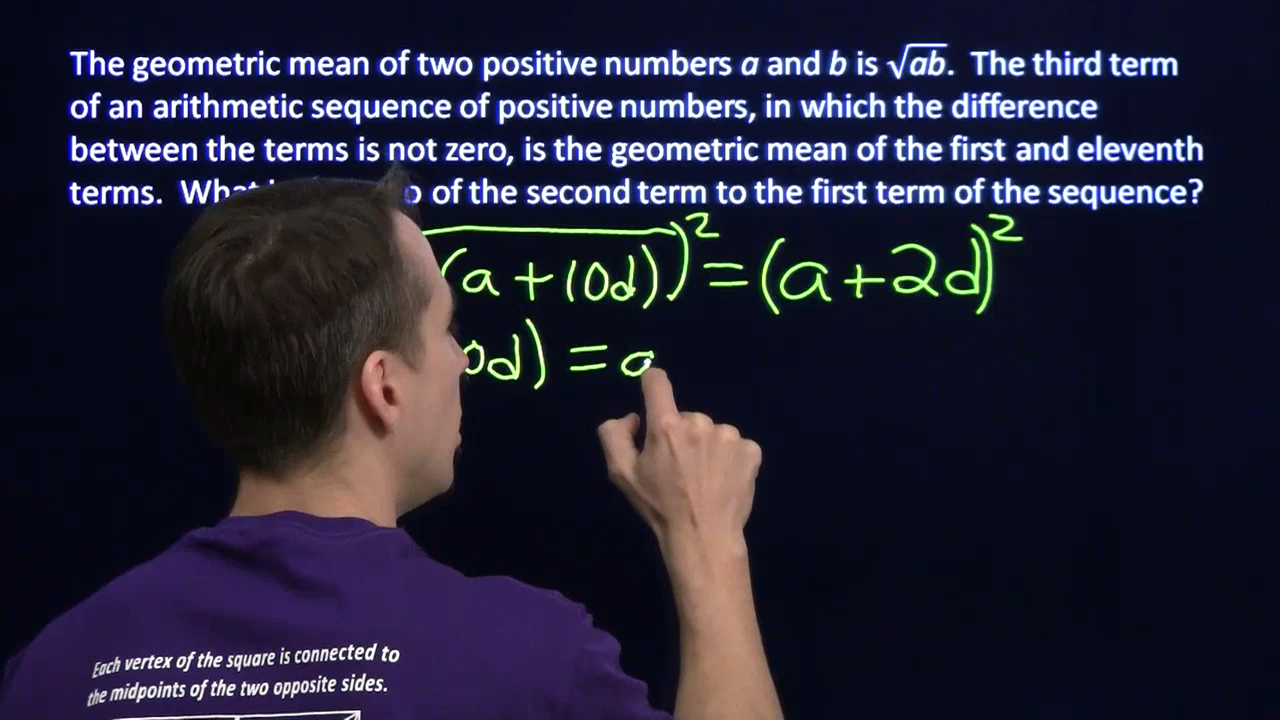 The geometric mean of two positive numbers a and b is √ab. The third term
of an arithmetic sequence of positive numbers, in which the difference
between the terms is not zero, is the geometric mean of the first and eleventh
terms. What of the second term to the first term of the sequence?
(a + 10d))² = (a + 2d)²
0d) = a
Each vertex of the square is connected to
the midpoints of the two opposite sides.